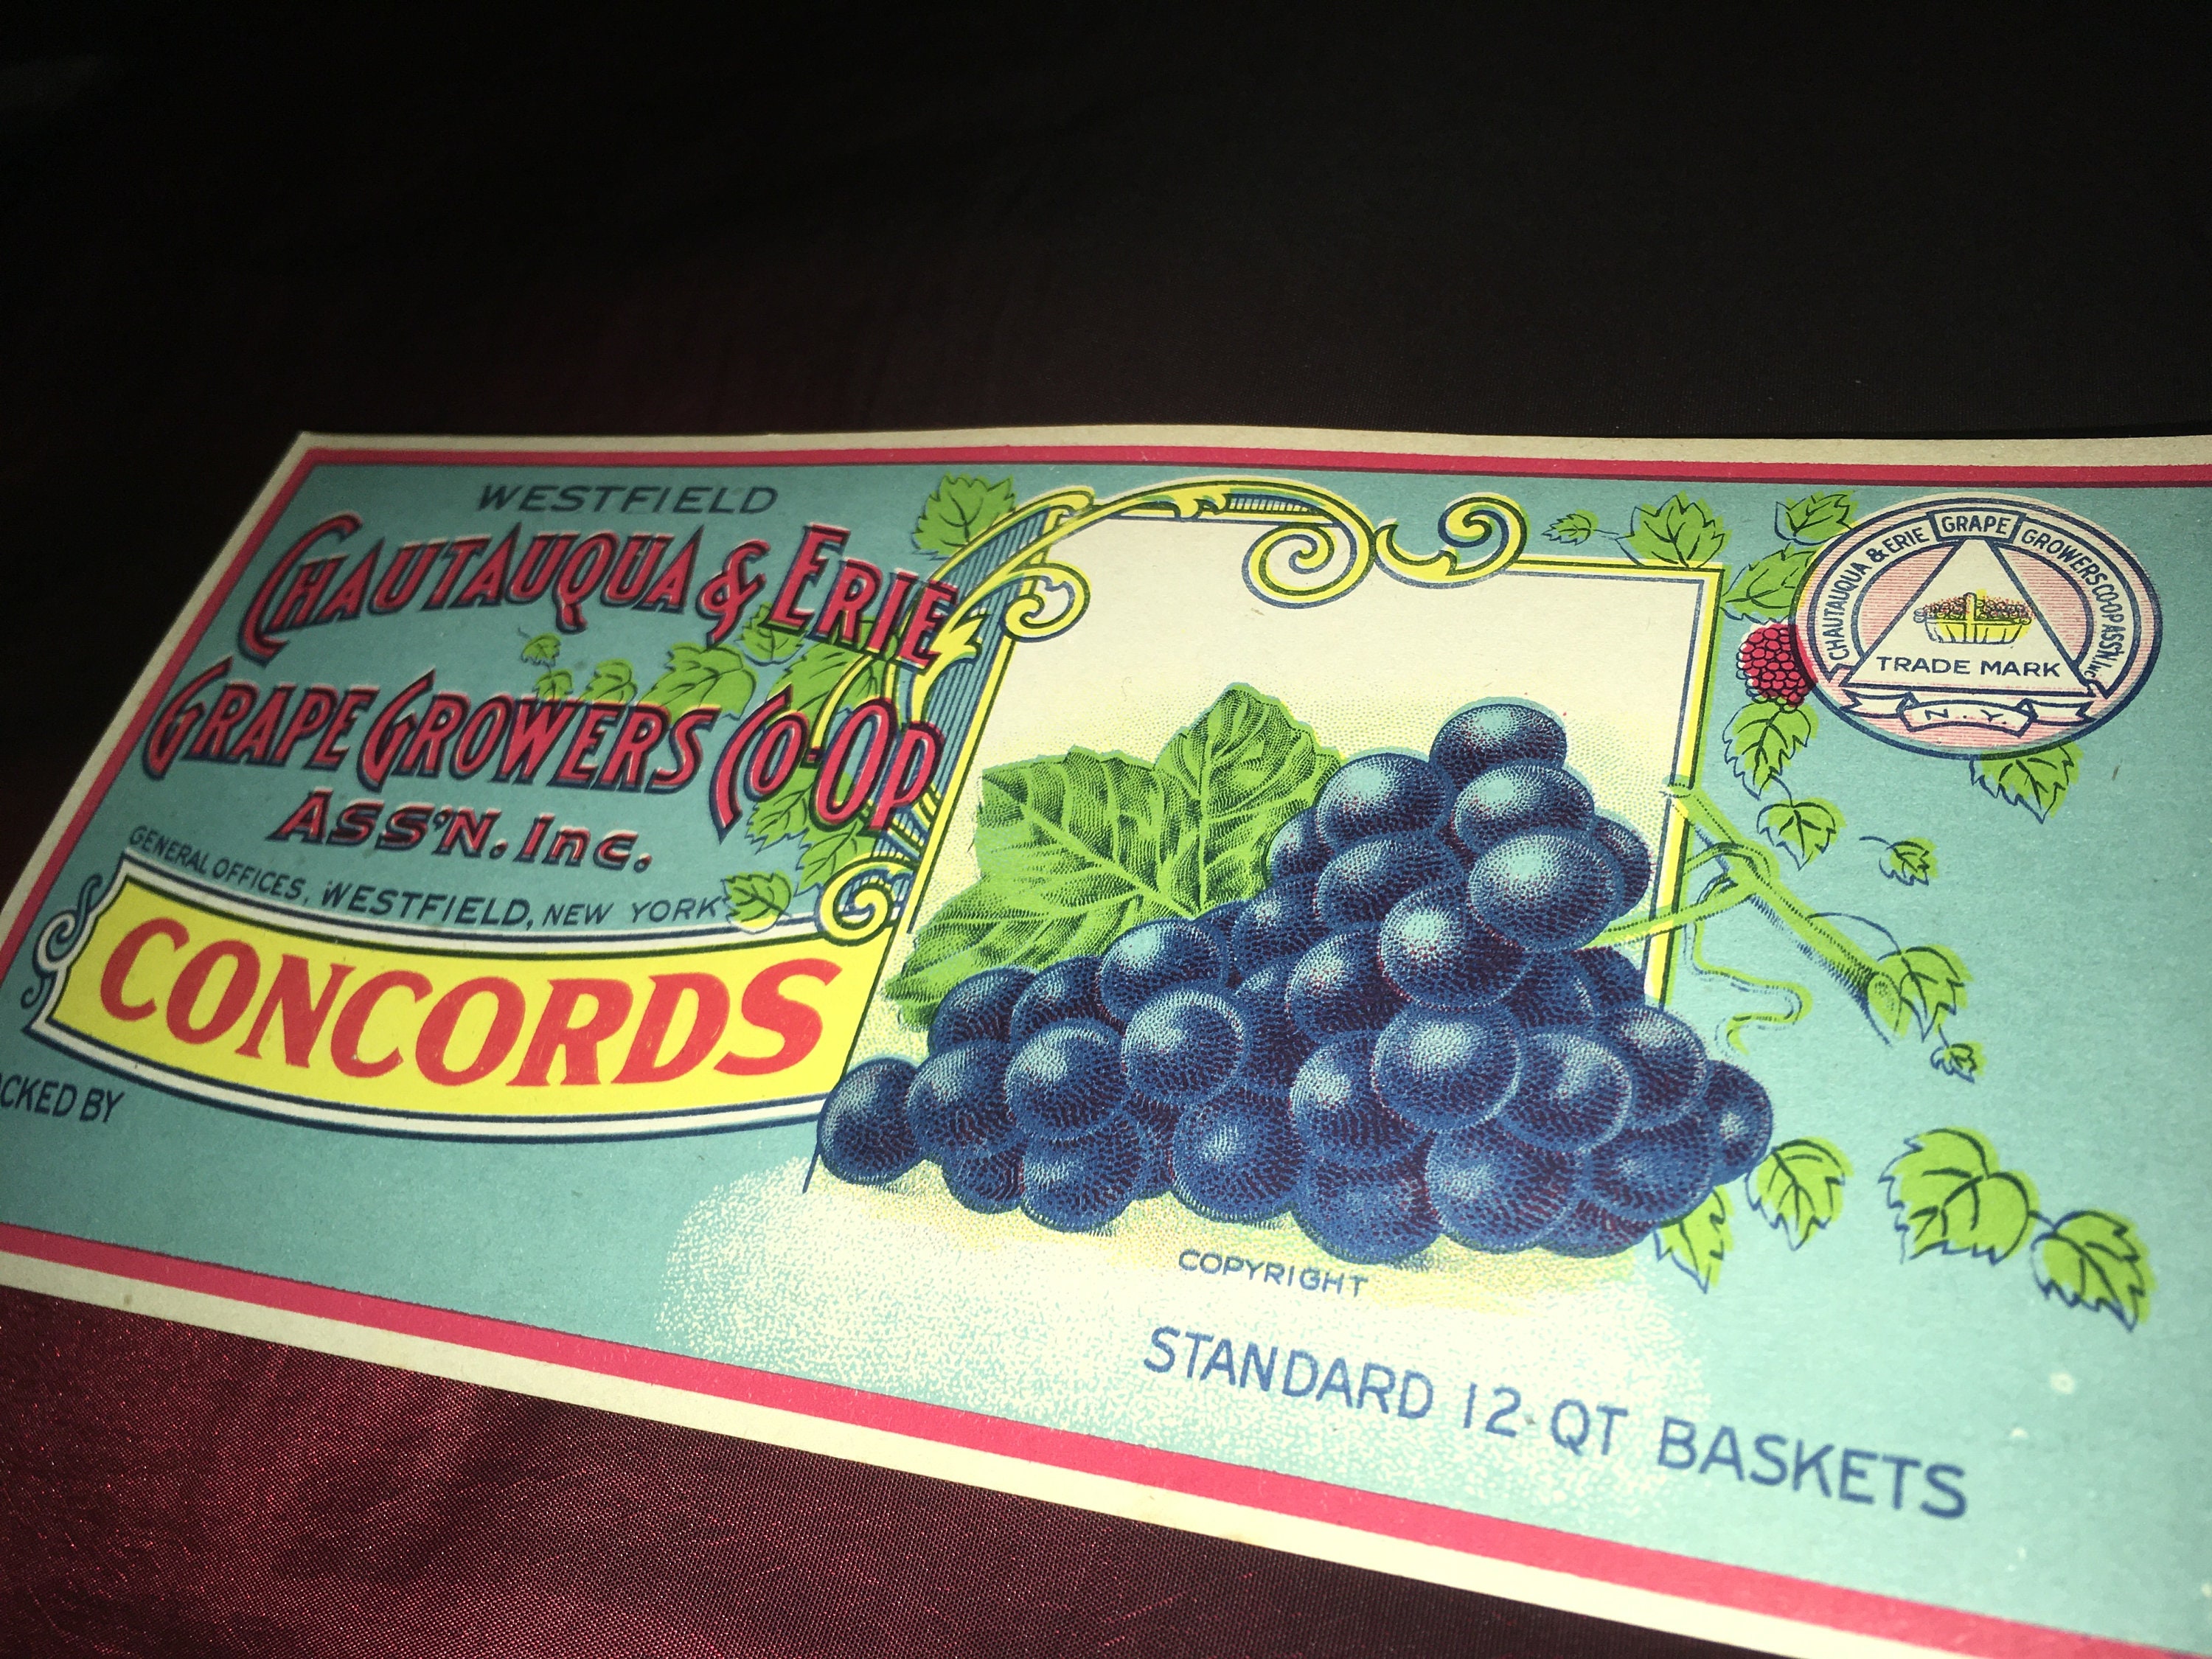 WESTFIELD
CHAUTAUQUA & ERIE
GRAPE GROWERS CO-OP
ASS'N. Inc.
GENERAL OFFICES, WESTFIELD, NEW YORK
CONCORDS
CKED BY
COPYRIGHT
STANDARD 12 QT BASKETS
CHAUTAUQUA & ERIE GRAPE GROWERS CO-OP ASS'N. Inc
TRADE MARK
N.Y.